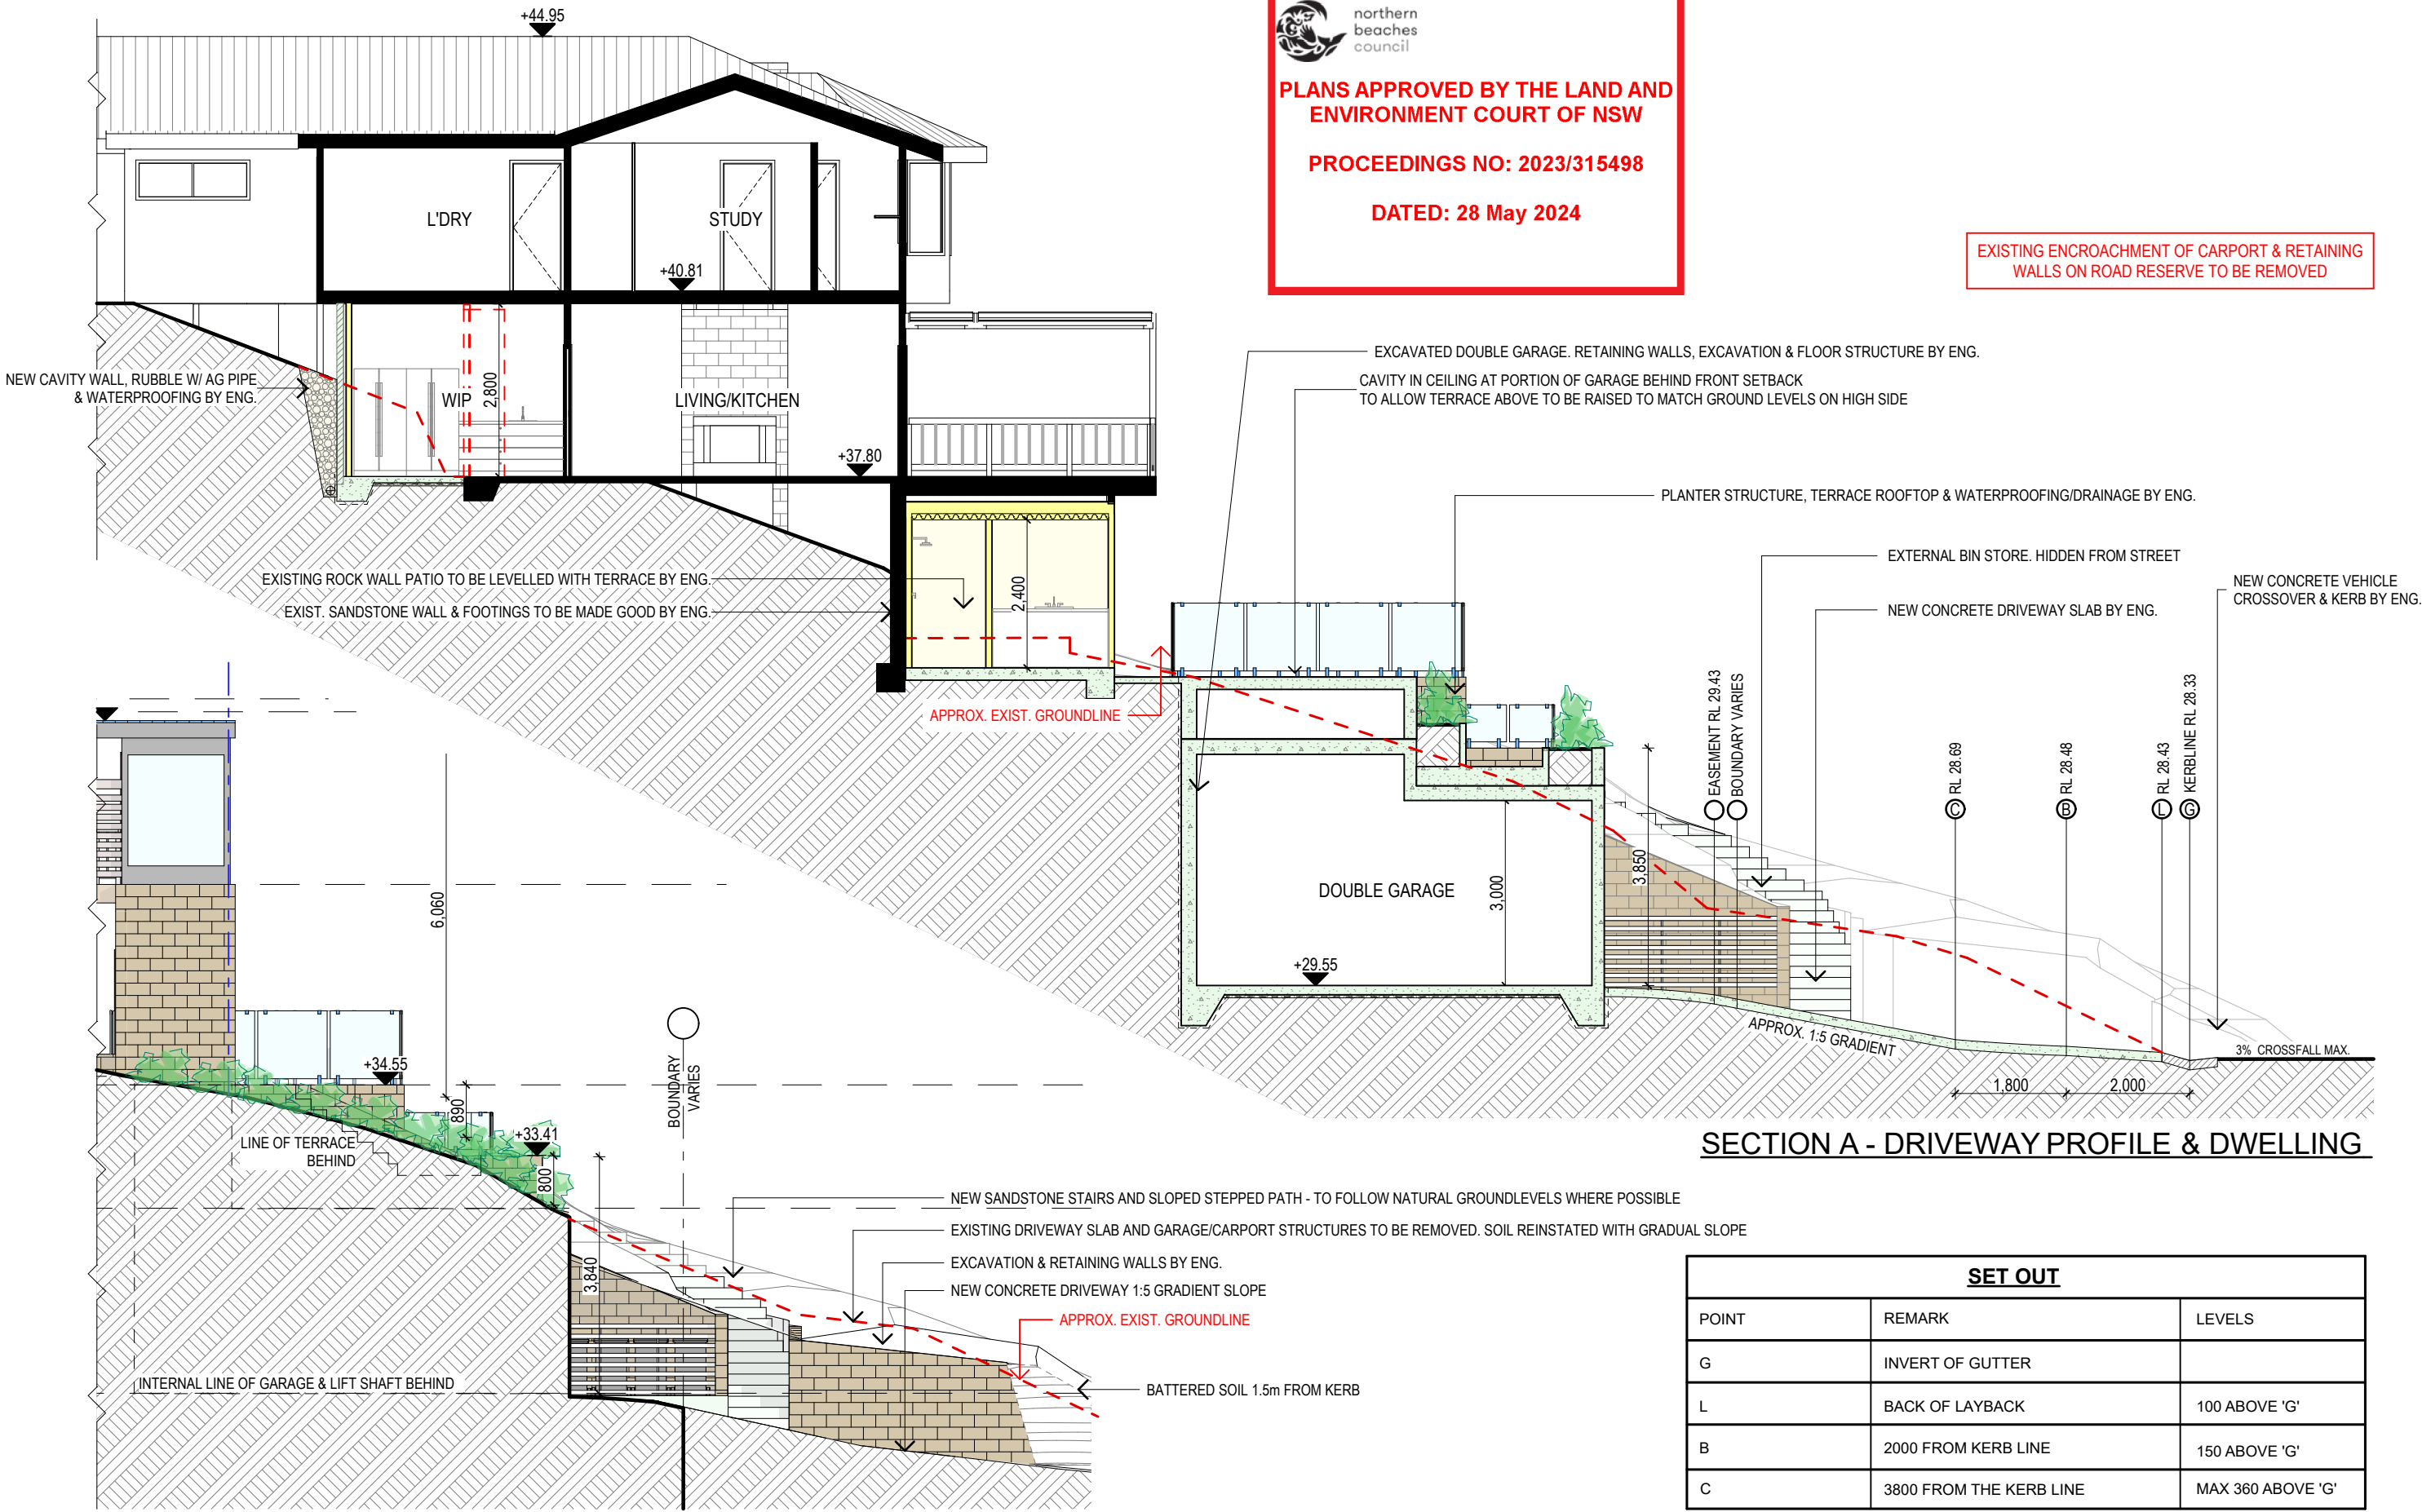 +44.95
northern
beaches
council
PLANS APPROVED BY THE LAND AND
ENVIRONMENT COURT OF NSW
PROCEEDINGS NO: 2023/315498
DATED: 28 May 2024
EXISTING ENCROACHMENT OF CARPORT & RETAINING
WALLS ON ROAD RESERVE TO BE REMOVED
L'DRY
STUDY
+40.81
NEW CAVITY WALL, RUBBLE W/ AG PIPE
& WATERPROOFING BY ENG.
WIP
2,800
LIVING/KITCHEN
+37.80
EXCAVATED DOUBLE GARAGE. RETAINING WALLS, EXCAVATION & FLOOR STRUCTURE BY ENG.
CAVITY IN CEILING AT PORTION OF GARAGE BEHIND FRONT SETBACK
TO ALLOW TERRACE ABOVE TO BE RAISED TO MATCH GROUND LEVELS ON HIGH SIDE
PLANTER STRUCTURE, TERRACE ROOFTOP & WATERPROOFING/DRAINAGE BY ENG.
EXTERNAL BIN STORE. HIDDEN FROM STREET
NEW CONCRETE VEHICLE
CROSSOVER & KERB BY ENG.
NEW CONCRETE DRIVEWAY SLAB BY ENG.
EXISTING ROCK WALL PATIO TO BE LEVELLED WITH TERRACE BY ENG.
EXIST. SANDSTONE WALL & FOOTINGS TO BE MADE GOOD BY ENG.
2,400
APPROX. EXIST. GROUNDLINE
EASEMENT RL 29.43
BOUNDARY VARIES
C RL 28.69
B RL 28.48
L RL 28.43
G KERBLINE RL 28.33
DOUBLE GARAGE
3,000
3,850
+29.55
APPROX. 1:5 GRADIENT
3% CROSSFALL MAX.
1,800
2,000
SECTION A - DRIVEWAY PROFILE & DWELLING
6,060
+34.55
890
BOUNDARY
VARIES
LINE OF TERRACE
BEHIND
+33.41
800
3,840
NEW SANDSTONE STAIRS AND SLOPED STEPPED PATH - TO FOLLOW NATURAL GROUNDLEVELS WHERE POSSIBLE
EXISTING DRIVEWAY SLAB AND GARAGE/CARPORT STRUCTURES TO BE REMOVED. SOIL REINSTATED WITH GRADUAL SLOPE
EXCAVATION & RETAINING WALLS BY ENG.
NEW CONCRETE DRIVEWAY 1:5 GRADIENT SLOPE
APPROX. EXIST. GROUNDLINE
INTERNAL LINE OF GARAGE & LIFT SHAFT BEHIND
BATTERED SOIL 1.5m FROM KERB
SET OUT
POINT REMARK LEVELS
G INVERT OF GUTTER
L BACK OF LAYBACK 100 ABOVE 'G'
B 2000 FROM KERB LINE 150 ABOVE 'G'
C 3800 FROM THE KERB LINE MAX 360 ABOVE 'G'